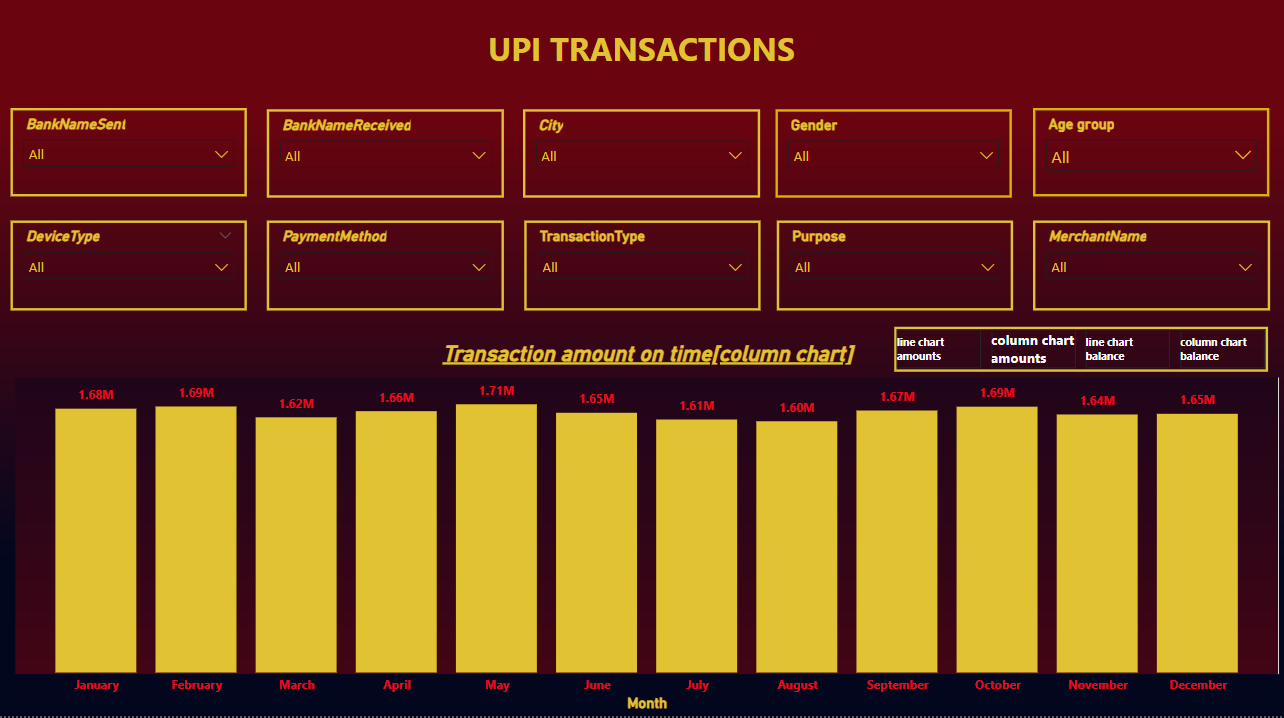 UPI TRANSACTIONS
BankNameSent
All
BankNameReceived
All
City
All
Gender
All
Age group
All
DeviceType
All
PaymentMethod
All
TransactionType
All
Purpose
All
MerchantName
All
Transaction amount on time[column chart]
line chart
amounts
column chart
amounts
line chart
balance
column chart
balance
1.68M
1.69M
1.62M
1.66M
1.71M
1.65M
1.61M
1.60M
1.67M
1.69M
1.64M
1.65M
January
February
March
April
May
June
July
August
September
October
November
December
Month